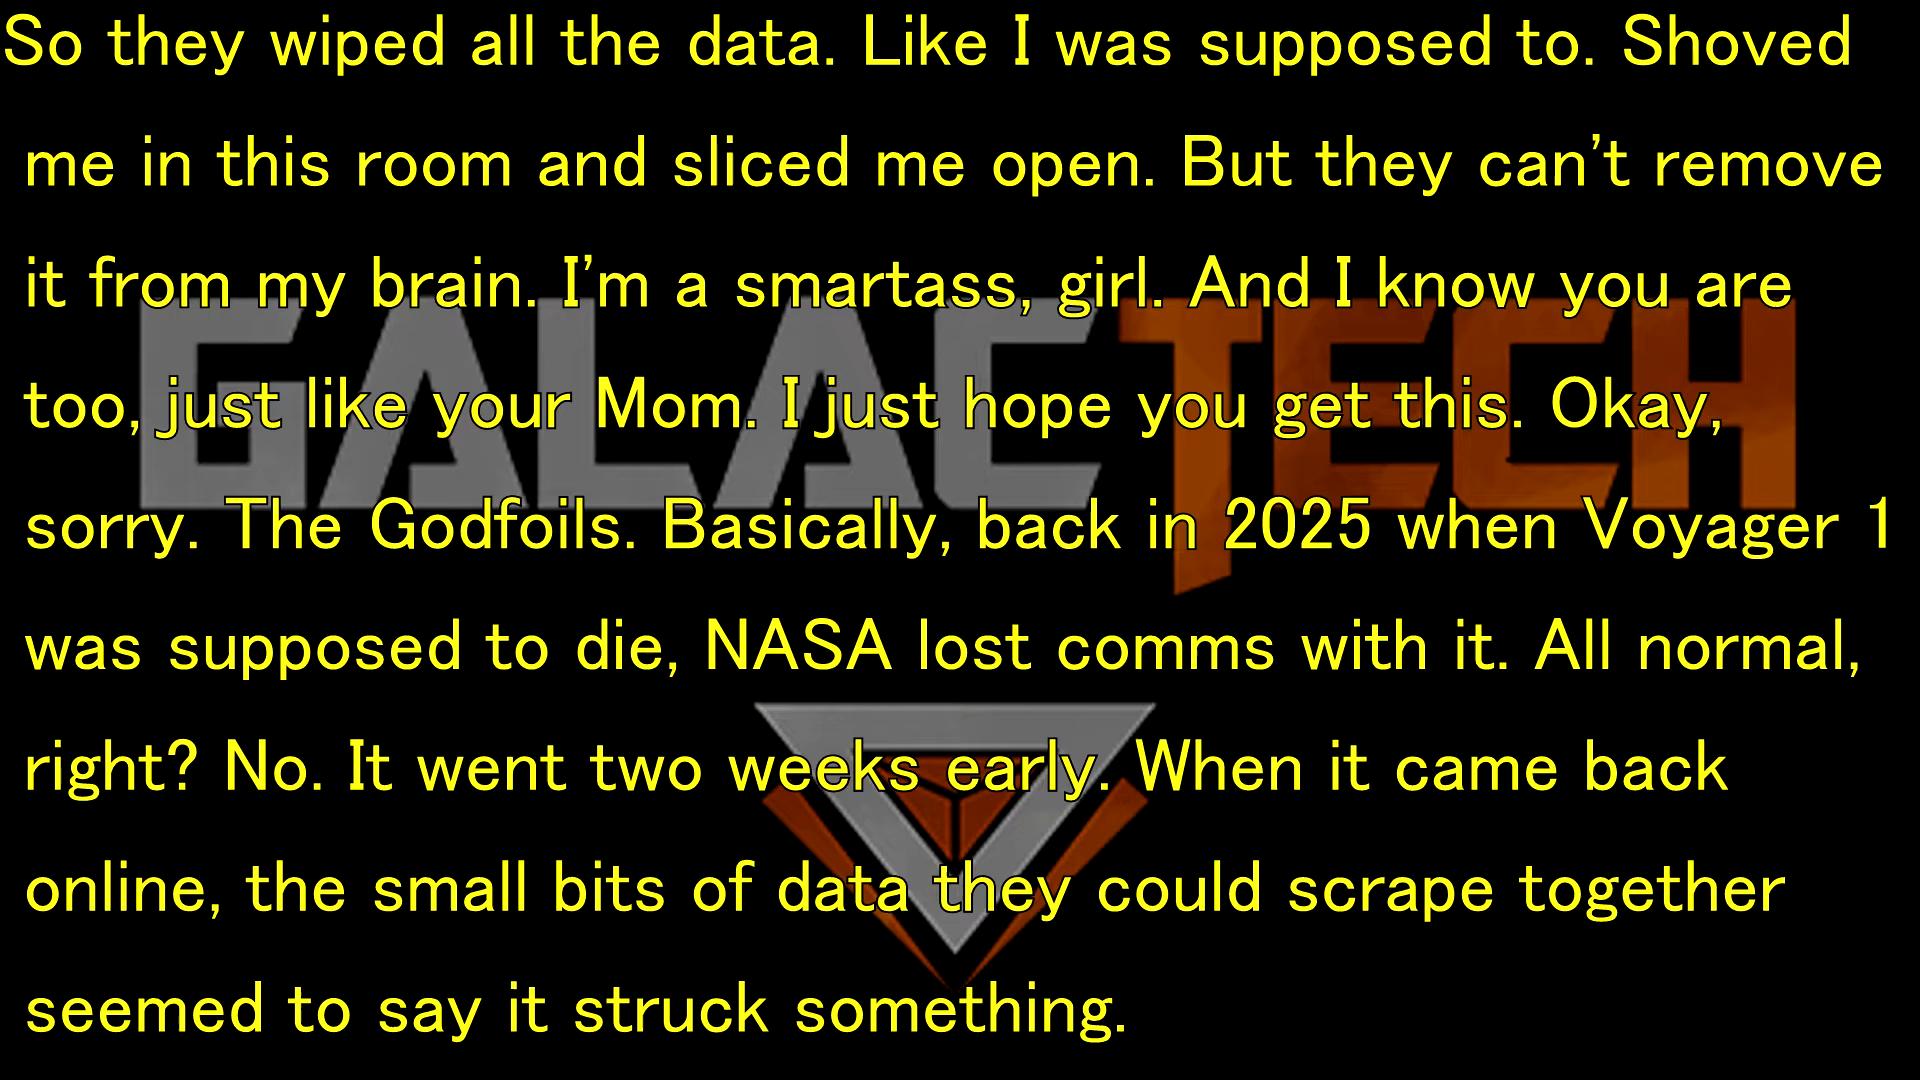 So they wiped all the data. Like I was supposed to. Shoved
me in this room and sliced me open. But they can't remove
it from my brain. I'm a smartass, girl. And I know you are
GALACTECH
too, just like your Mom. I just hope you get this. Okay,
sorry. The Godfoils. Basically, back in 2025 when Voyager 1
was supposed to die, NASA lost comms with it. All normal,
right? No. It went two weeks early. When it came back
online, the small bits of data they could scrape together
seemed to say it struck something.